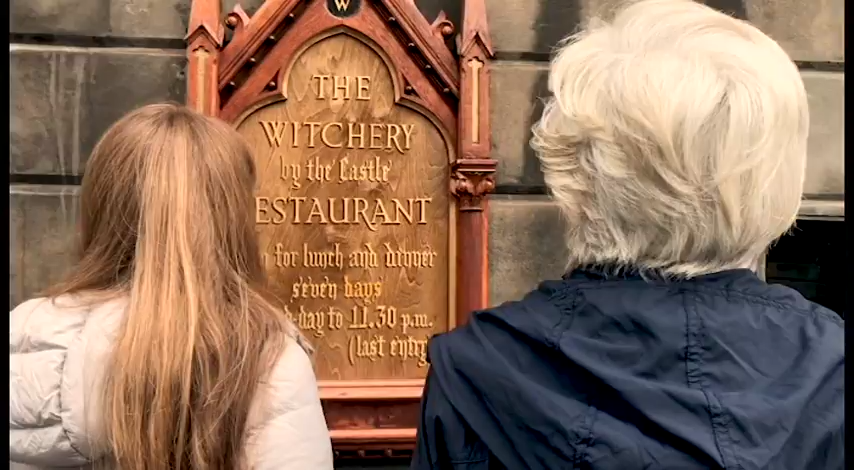 W
THE
WITCHERY
by the Castle
ESTAURANT
for lunch and dinner
seven days
d-day to 11.30 p.m.
(last entry